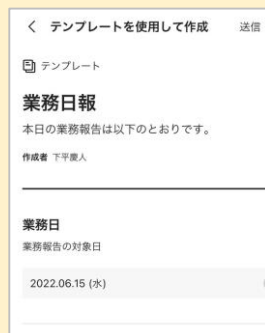 テンプレートを使用して作成 送信
テンプレート
業務日報
本日の業務報告は以下のとおりです。
作成者 下平慶人
業務日
業務報告の対象日
2022.06.15 (水)